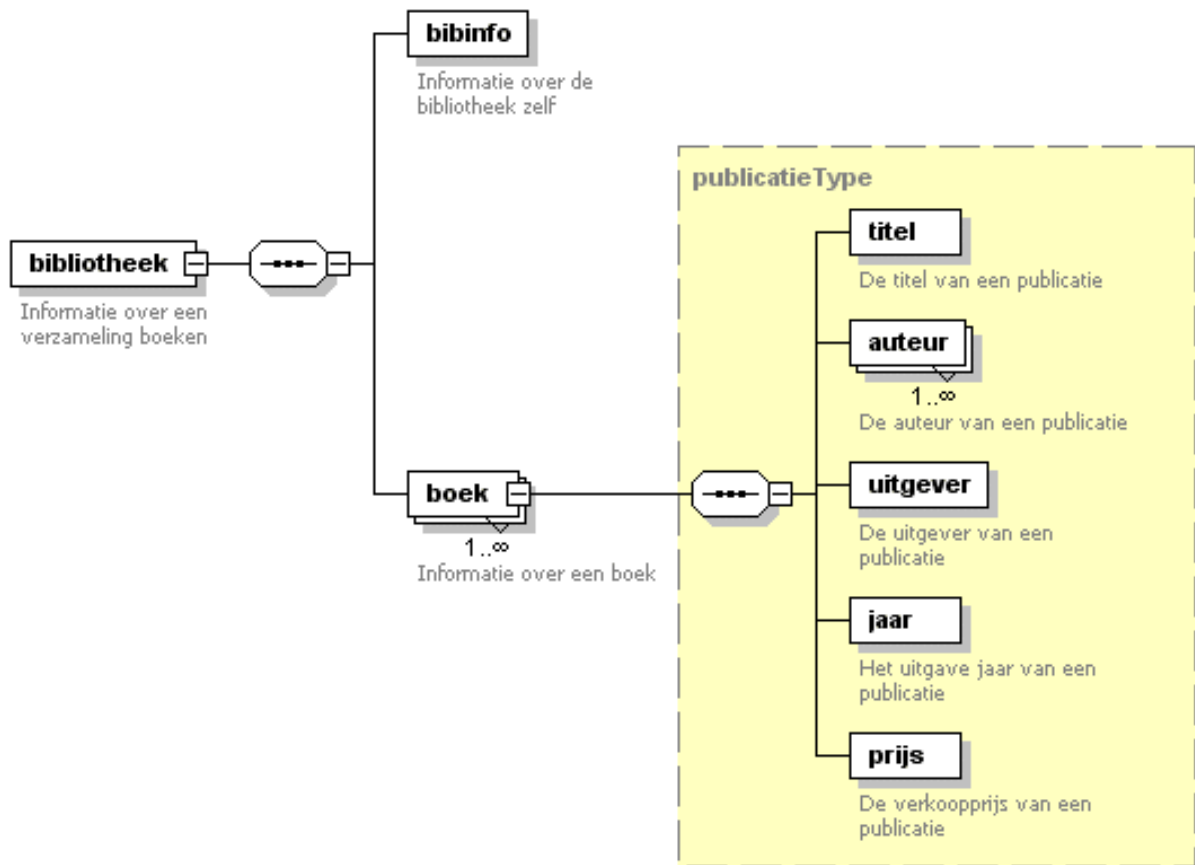 bibinfo
Informatie over de
bibliotheek zelf
publicatieType
titel
De titel van een publicatie
bibliotheek
Informatie over een
verzameling boeken
auteur
1..∞
De auteur van een publicatie
boek
1..∞
Informatie over een boek
uitgever
De uitgever van een
publicatie
jaar
Het uitgave jaar van een
publicatie
prijs
De verkoopprijs van een
publicatie